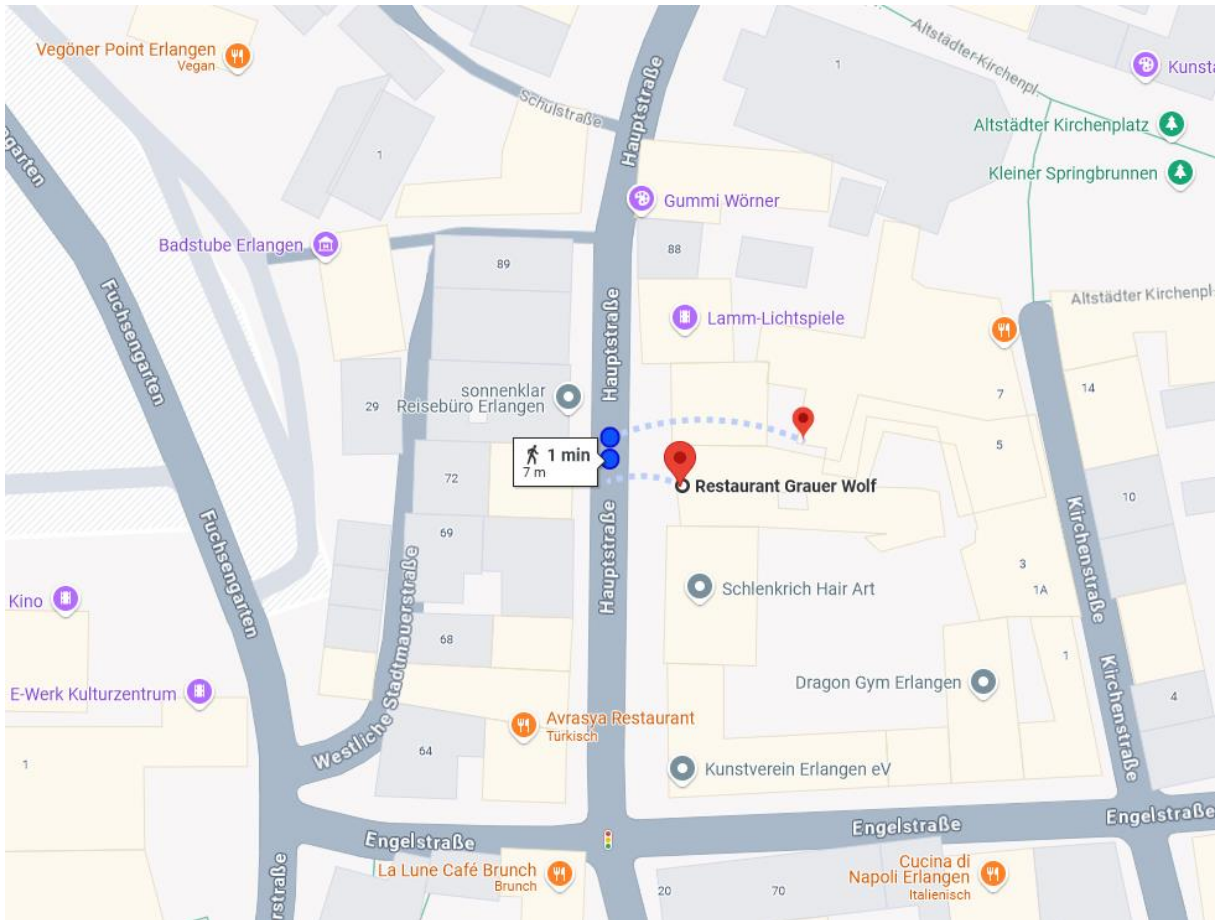 Vegöner Point Erlangen
Vegan
Schulstraße
Hauptstraße
1
1
Altstädter-Kirchenpl.
Altstädter Kirchenplatz
Kleiner Springbrunnen
Gummi Wörner
Badstube Erlangen
89
88
Fuchsengarten
Hauptstraße
Lamm-Lichtspiele
Altstädter Kirchenpl
sonnenklar
Reisebüro Erlangen
29
7
14
5
1 min
7 m
72
Restaurant Grauer Wolf
10
Fuchsengarten
69
Hauptstraße
Kirchenstraße
Schlenkrich Hair Art
3
1A
Kino
68
1
Westliche Stadtmauerstraße
E-Werk Kulturzentrum
Dragon Gym Erlangen
Kirchenstraße
4
Avrasya Restaurant
Türkisch
64
1
Kunstverein Erlangen eV
Engelstraße
Engelstraße
Engelstraße
La Lune Café Brunch
Brunch
20
70
Cucina di
Napoli Erlangen
Italienisch